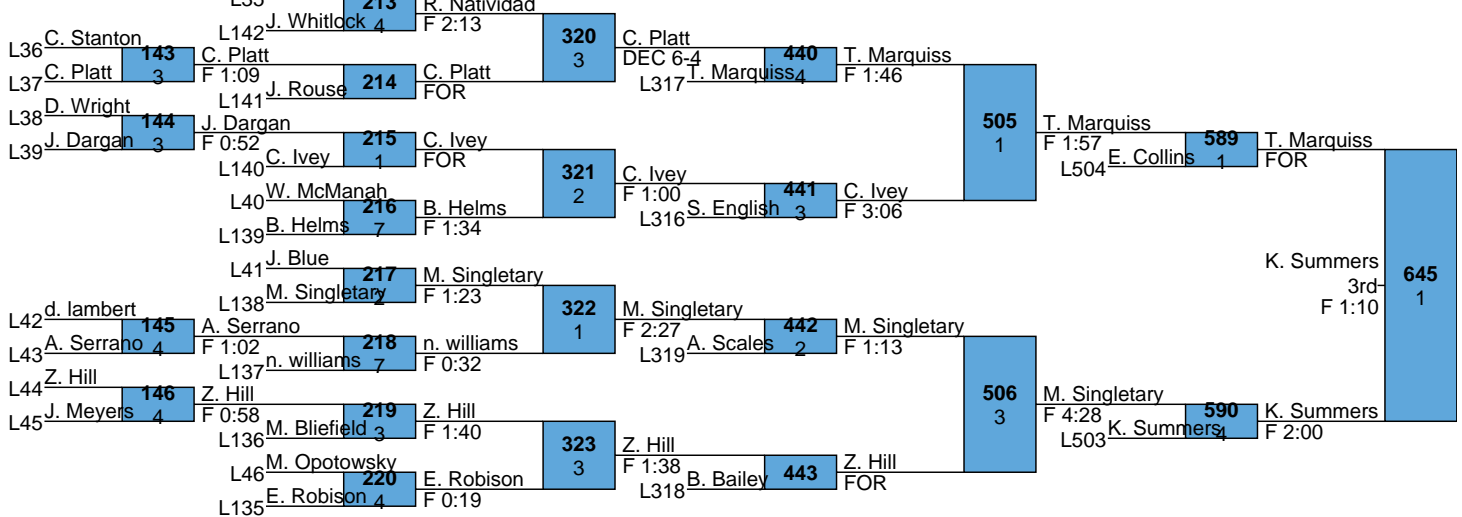 L35 213 R. Natividad
J. Whitlock 4 F 2:13
L142
320 C. Platt
3 DEC 6-4
C. Stanton
L36 143 C. Platt
C. Platt 3 F 1:09
L37
214 C. Platt
J. Rouse FOR
L141
L317 T. Marquiss 440 T. Marquiss
4 F 1:46
D. Wright
L38 144 J. Dargan
J. Dargan 3 F 0:52
L39
215 C. Ivey
C. Ivey 1 FOR
L140
505 T. Marquiss
1 F 1:57
L504 E. Collins 589 T. Marquiss
1 FOR
W. McManah
L40 216 B. Helms
B. Helms 7 F 1:34
L139
321 C. Ivey
2 F 1:00
L316 S. English 441 C. Ivey
3 F 3:06
J. Blue
L41 217 M. Singletary
M. Singletary 2 F 1:23
L138
K. Summers 645
3rd 1
F 1:10
d. lambert
L42 145 A. Serrano
A. Serrano 4 F 1:02
L43
322 M. Singletary
1 F 2:27
218 n. williams
n. williams 7 F 0:32
L137
L319 A. Scales 442 M. Singletary
2 F 1:13
Z. Hill
L44 146 Z. Hill
J. Meyers 4 F 0:58
L45
219 Z. Hill
M. Bliefield 3 F 1:40
L136
506 M. Singletary
3 F 4:28
L503 K. Summers 590 K. Summers
4 F 2:00
M. Opotowsky
L46 220 E. Robison
E. Robison 4 F 0:19
L135
323 Z. Hill
3 F 1:38
L318 B. Bailey 443 Z. Hill
FOR